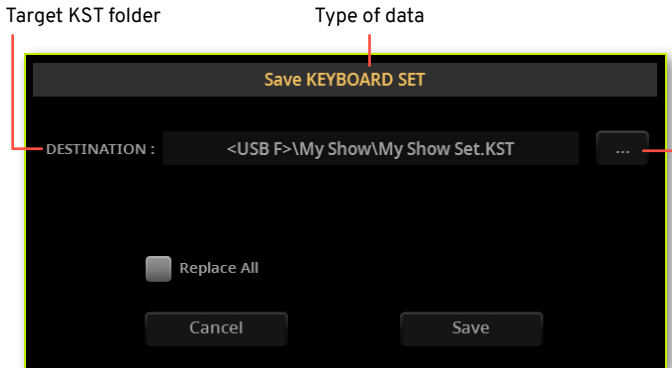 Target KST folder
Type of data
Save KEYBOARD SET
DESTINATION :
<USB F>\My Show\My Show Set.KST
...
Replace All
Cancel
Save